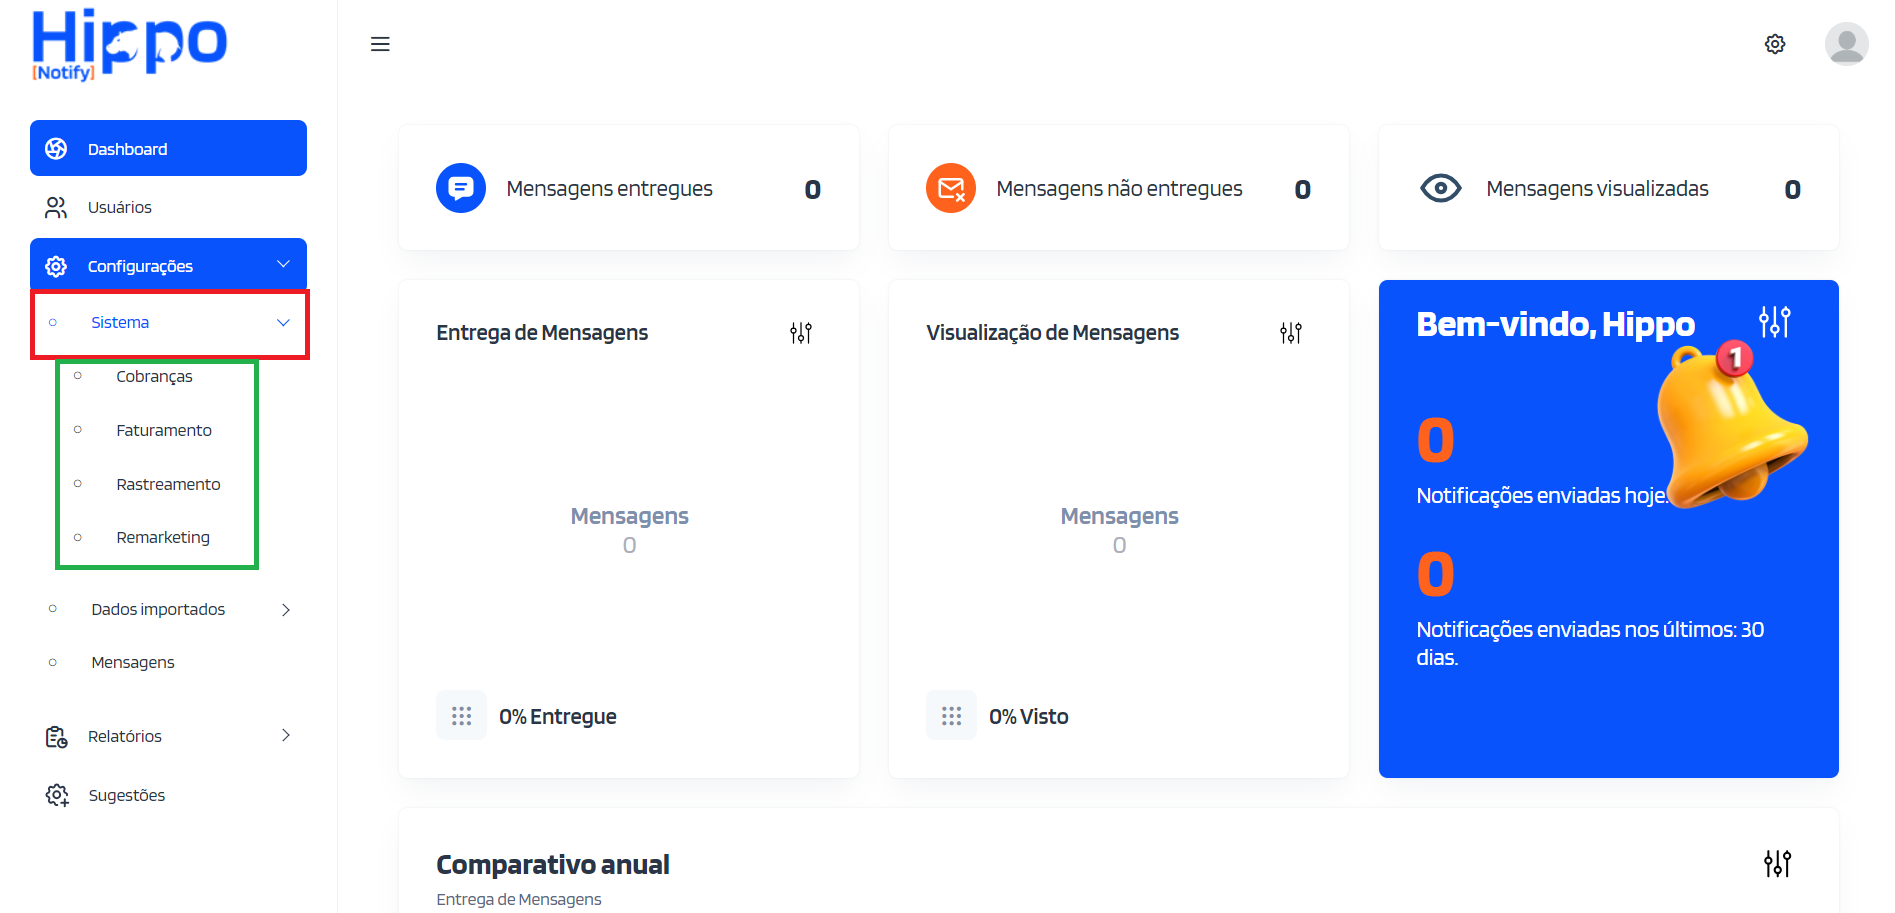 Hippo
[Notify]
Dashboard
Usuários
Configurações
Sistema
Cobranças
Faturamento
Rastreamento
Remarketing
Dados importados
Mensagens
Relatórios
Sugestões
Mensagens entregues 0
Mensagens não entregues 0
Mensagens visualizadas 0
Entrega de Mensagens
Mensagens
0
0% Entregue
Visualização de Mensagens
Mensagens
0
0% Visto
Bem-vindo, Hippo
1
0
Notificações enviadas hoje.
0
Notificações enviadas nos últimos: 30
dias.
Comparativo anual
Entrega de Mensagens